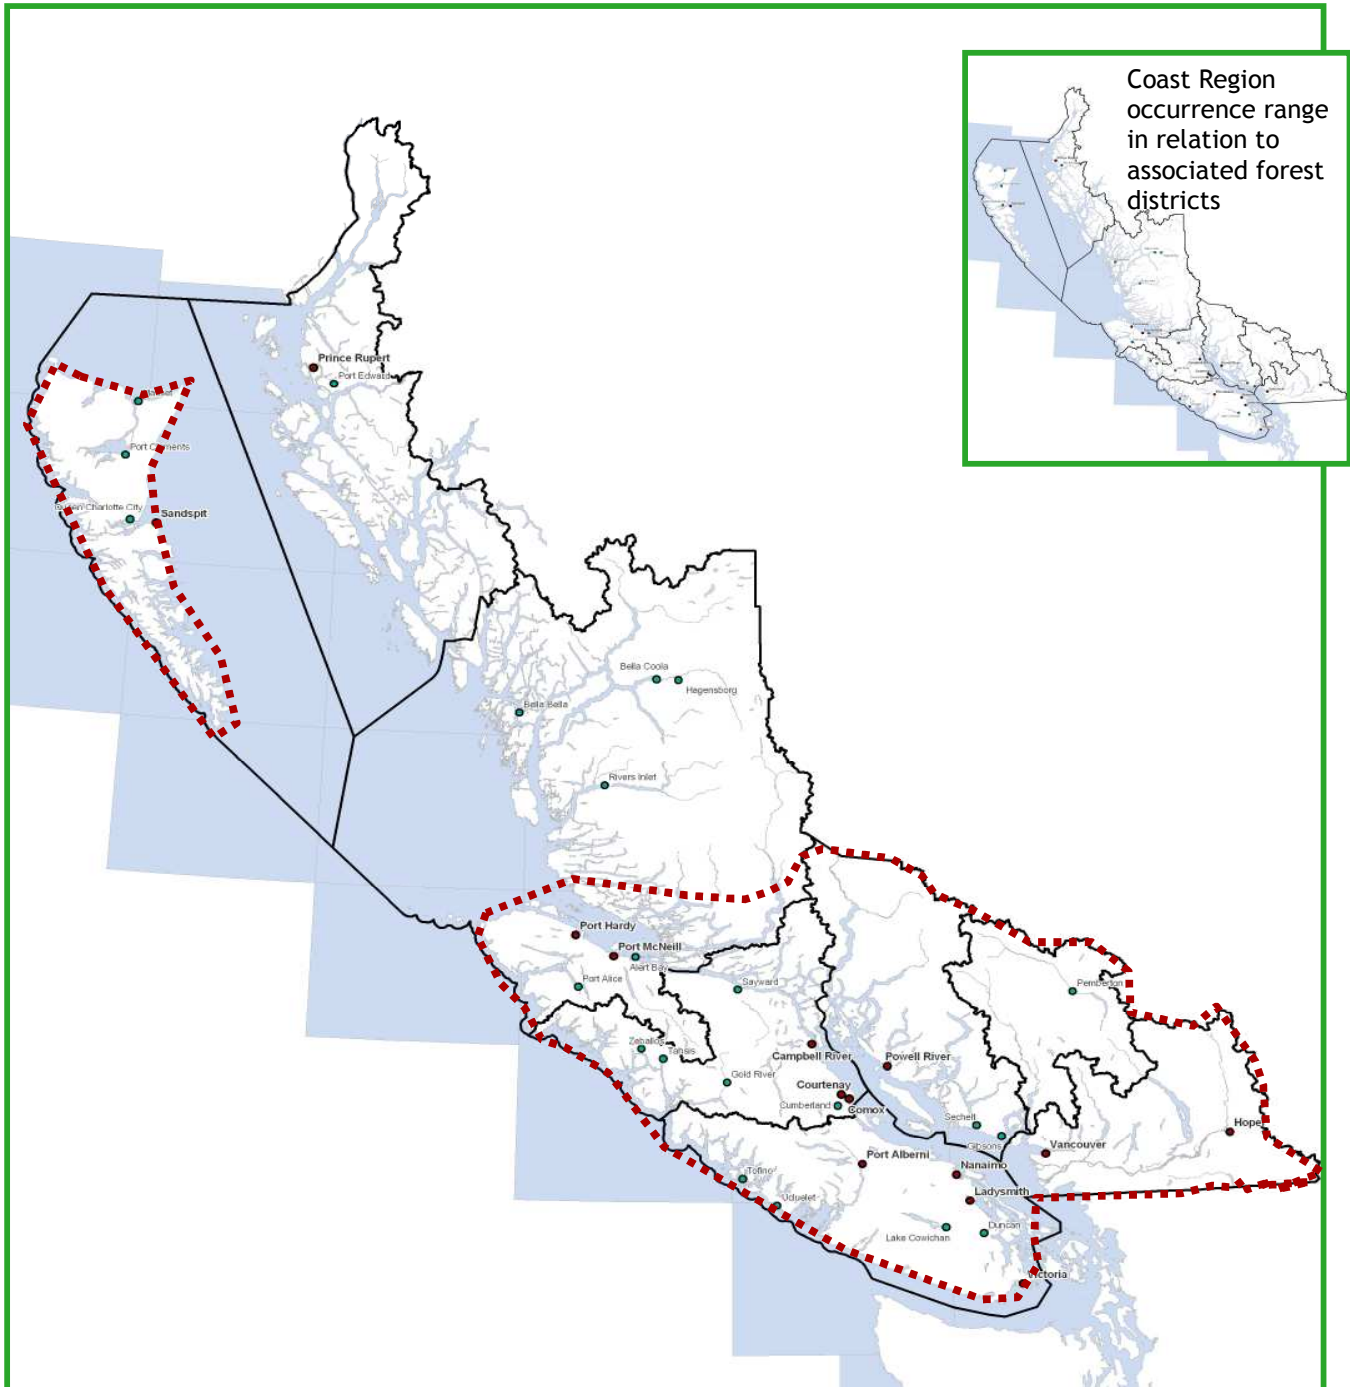 Coast Region
occurrence range
in relation to
associated forest
districts
Prince Rupert
Port Edward
Port Clements
Charlotte City
Sandspit
Bella Coola
Hagensborg
Bella Bella
Rivers Inlet
Port Hardy
Port McNeill
Alert Bay
Port Alice
Sayward
Pemberton
Zeballos
Tahsis
Campbell River
Powell River
Gold River
Courtenay
Cumberland
Comox
Sechelt
Gibsons
Hope
Vancouver
Port Alberni
Nanaimo
Tofino
Ladysmith
Ucluelet
Duncan
Lake Cowichan
Victoria